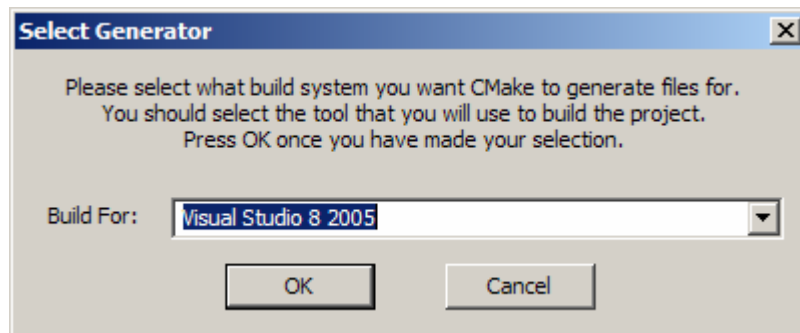 Select Generator
Please select what build system you want CMake to generate files for.
You should select the tool that you will use to build the project.
Press OK once you have made your selection.
Build For: Visual Studio 8 2005
OK Cancel